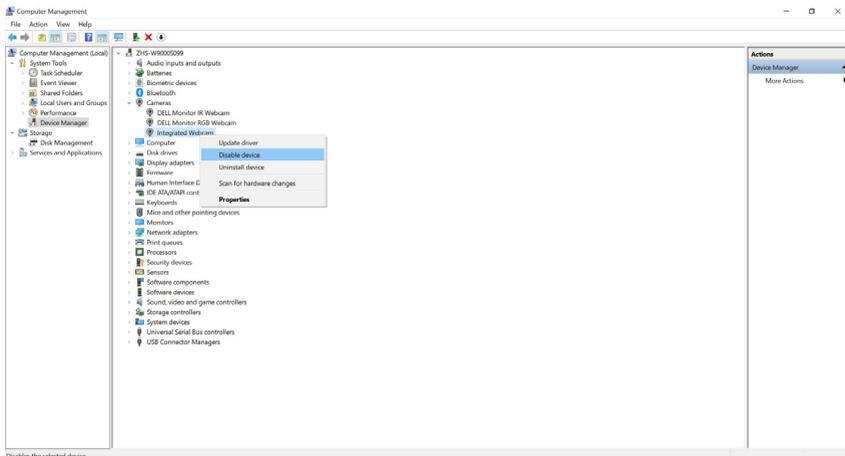 Computer Management
File Action View Help
Computer Management (Local)
System Tools
Task Scheduler
Event Viewer
Shared Folders
Local Users and Groups
Performance
Device Manager
Storage
Disk Management
Services and Applications
ZHS-W90005099
Audio inputs and outputs
Batteries
Biometric devices
Bluetooth
Cameras
DELL Monitor IR Webcam
DELL Monitor RGB Webcam
Integrated Webcam
Computer
Disk drives
Display adapters
Firmware
Human Interface D
IDE ATA/ATAPI cont
Keyboards
Mice and other pointing devices
Monitors
Network adapters
Print queues
Processors
Security devices
Sensors
Software components
Software devices
Sound, video and game controllers
Storage controllers
System devices
Universal Serial Bus controllers
USB Connector Managers
Update driver
Disable device
Uninstall device
Scan for hardware changes
Properties
Actions
Device Manager
More Actions
Disables the selected device.